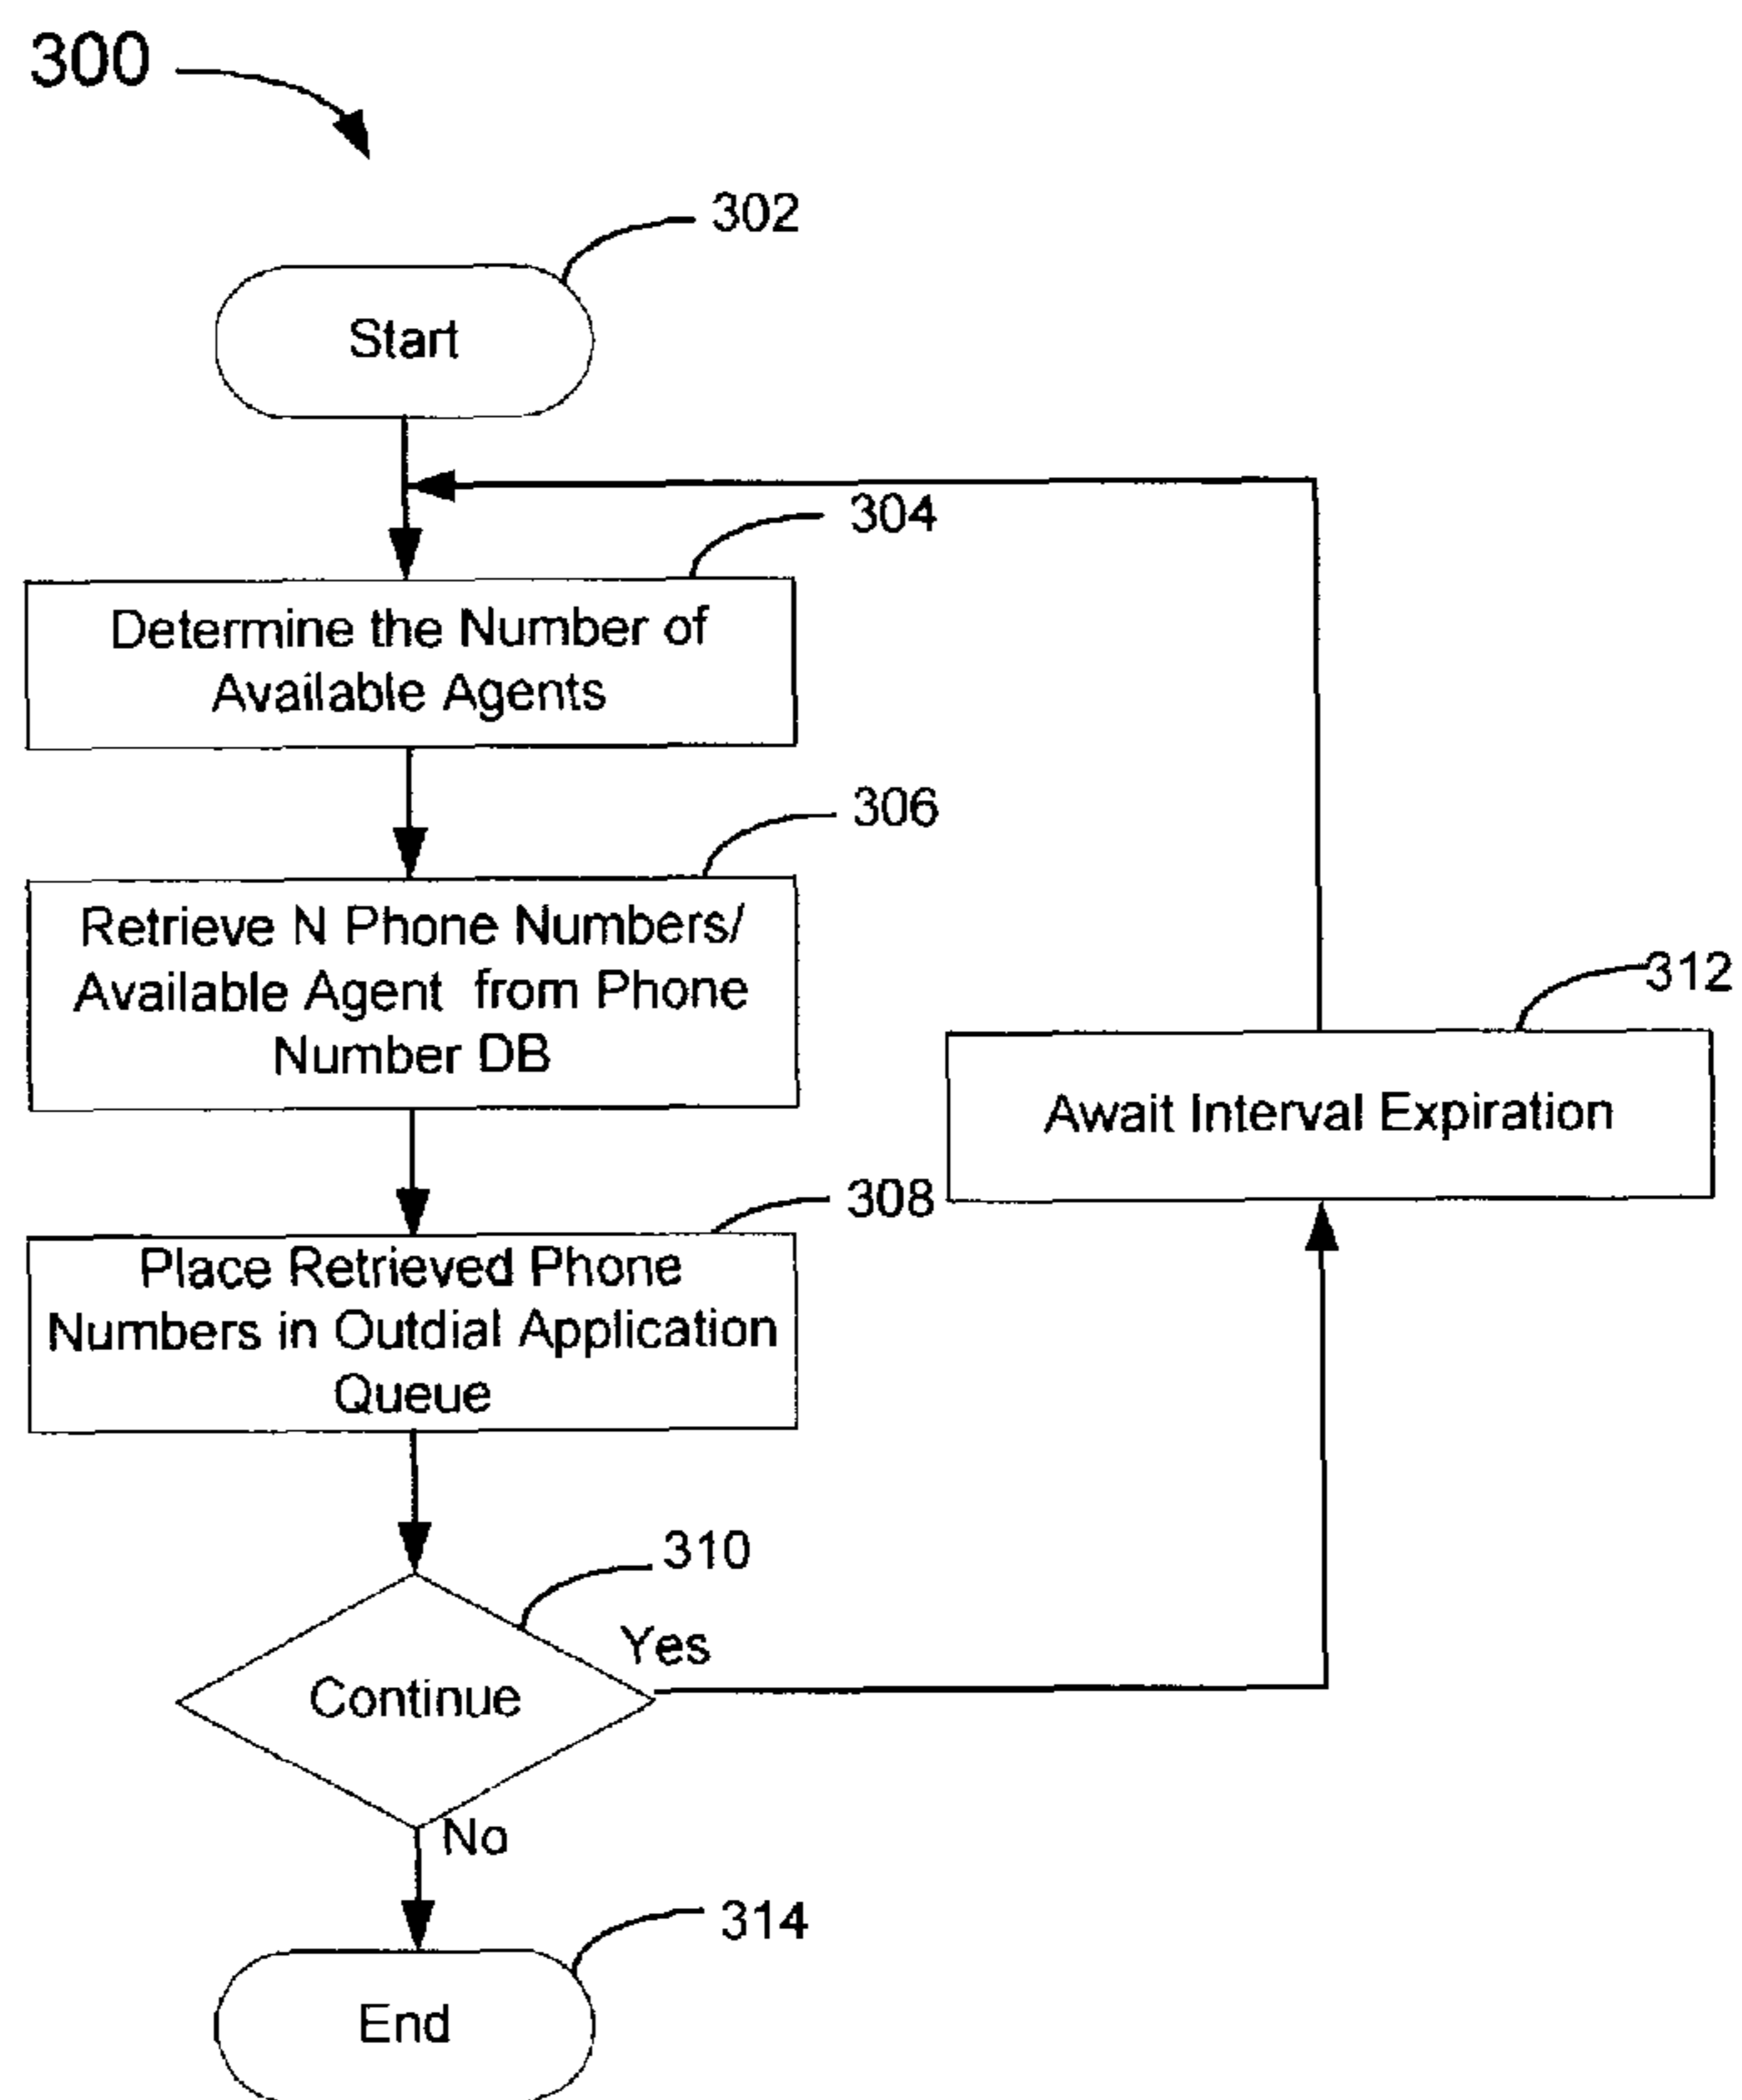 300
302
Start
304
Determine the Number of
Available Agents
306
Retrieve N Phone Numbers/
Available Agent from Phone
Number DB
312
Await Interval Expiration
308
Place Retrieved Phone
Numbers in Outdial Application
Queue
310
Yes
Continue
No
314
End